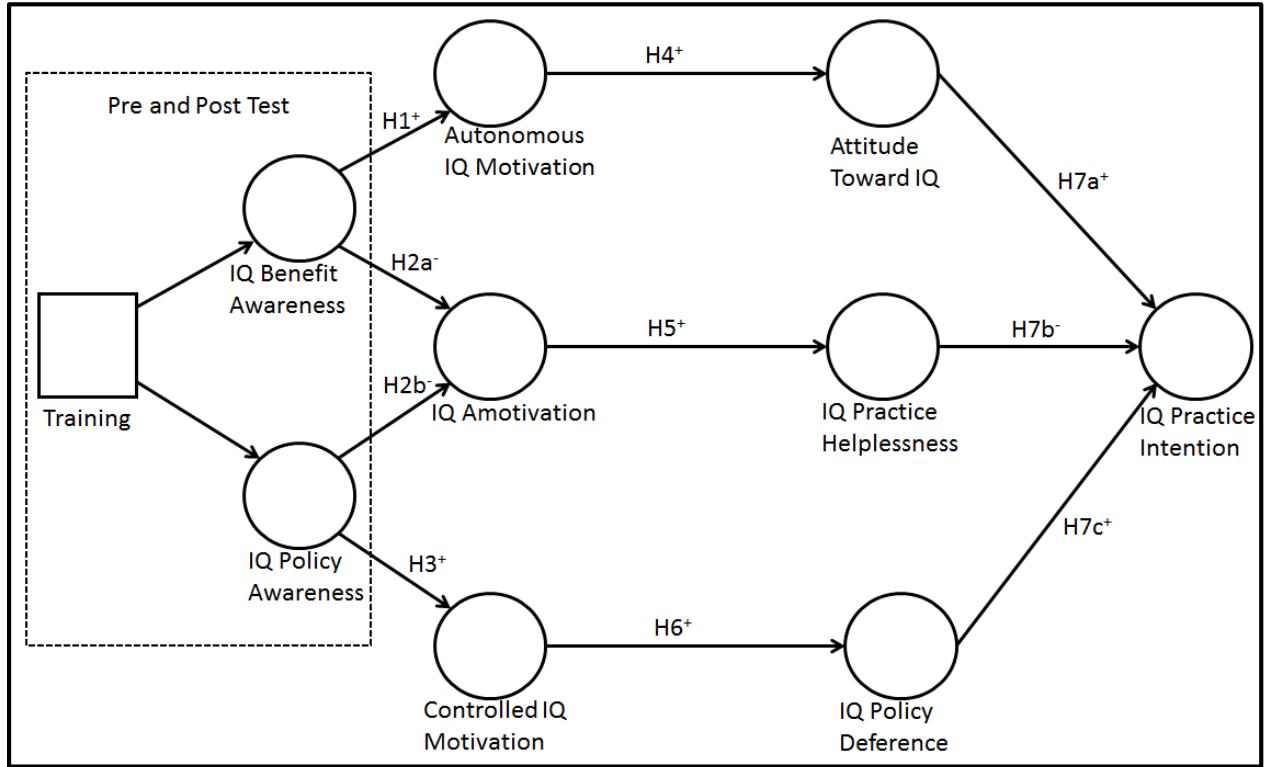 H4⁺
Pre and Post Test
H1⁺
Autonomous
IQ Motivation
Attitude
Toward IQ
H7a⁺
IQ Benefit
Awareness
H2a⁻
H5⁺
H7b⁻
Training
H2b⁻
IQ Amotivation
IQ Practice
Helplessness
IQ Practice
Intention
H7c⁺
IQ Policy
Awareness
H3⁺
H6⁺
Controlled IQ
Motivation
IQ Policy
Deference